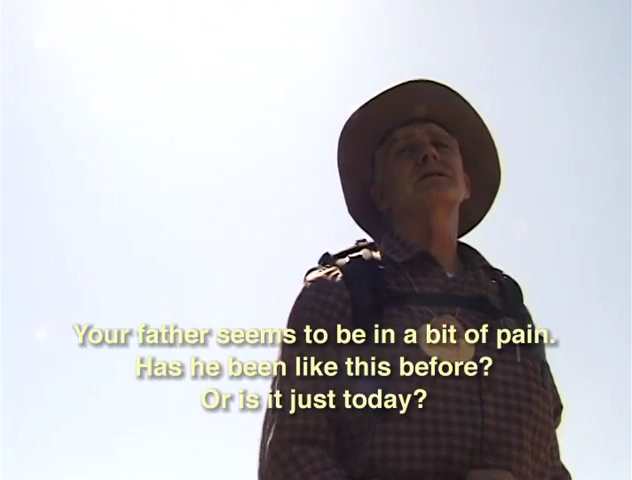 Your father seems to be in a bit of pain.
Has he been like this before?
Or is it just today?